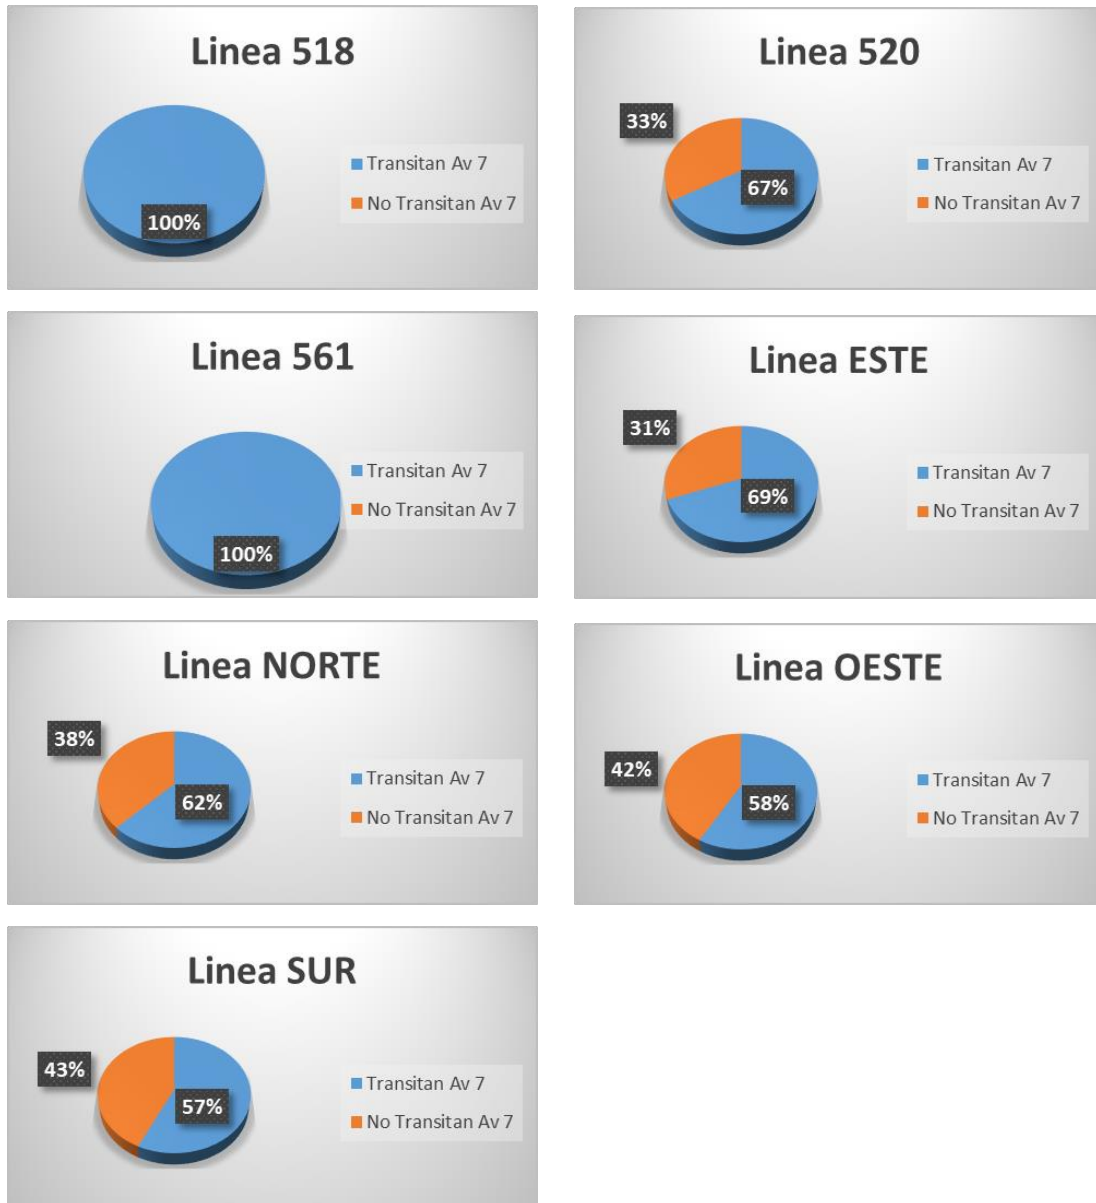 Linea 518
100%
Transitan Av 7
No Transitan Av 7
Linea 520
33%
67%
Transitan Av 7
No Transitan Av 7
Linea 561
100%
Transitan Av 7
No Transitan Av 7
Linea ESTE
31%
69%
Transitan Av 7
No Transitan Av 7
Linea NORTE
38%
62%
Transitan Av 7
No Transitan Av 7
Linea OESTE
42%
58%
Transitan Av 7
No Transitan Av 7
Linea SUR
43%
57%
Transitan Av 7
No Transitan Av 7